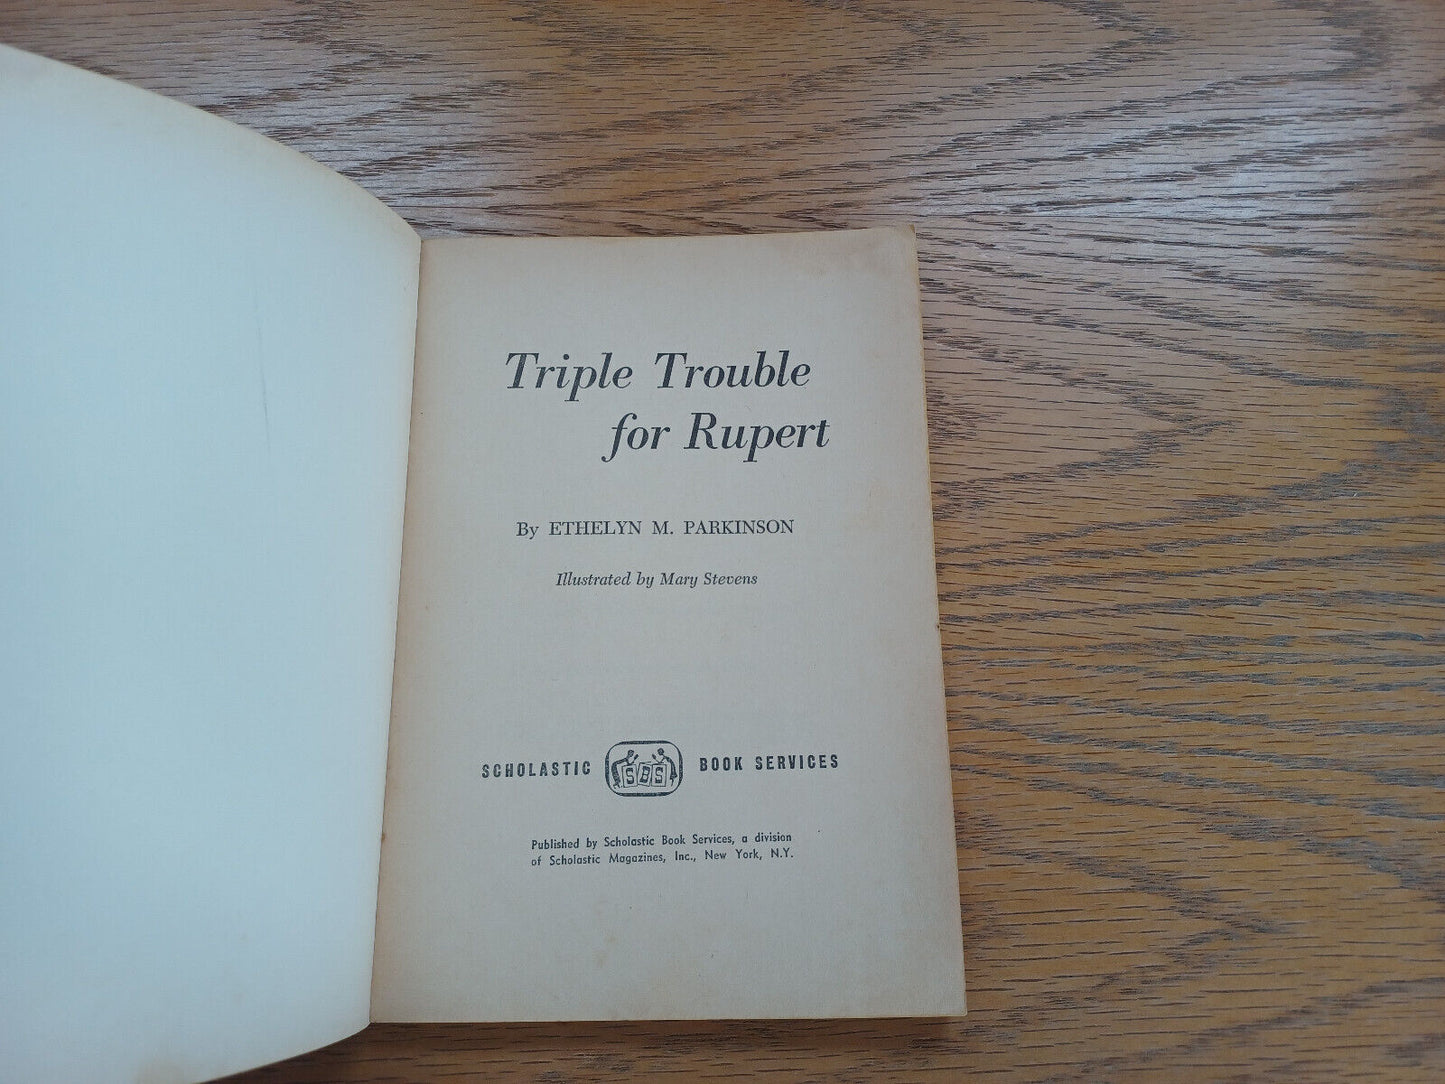 Triple Trouble
for Rupert
By ETHELYN M. PARKINSON
Illustrated by Mary Stevens
SCHOLASTIC SBS BOOK SERVICES
Published by Scholastic Book Services, a division
of Scholastic Magazines, Inc., New York, N.Y.